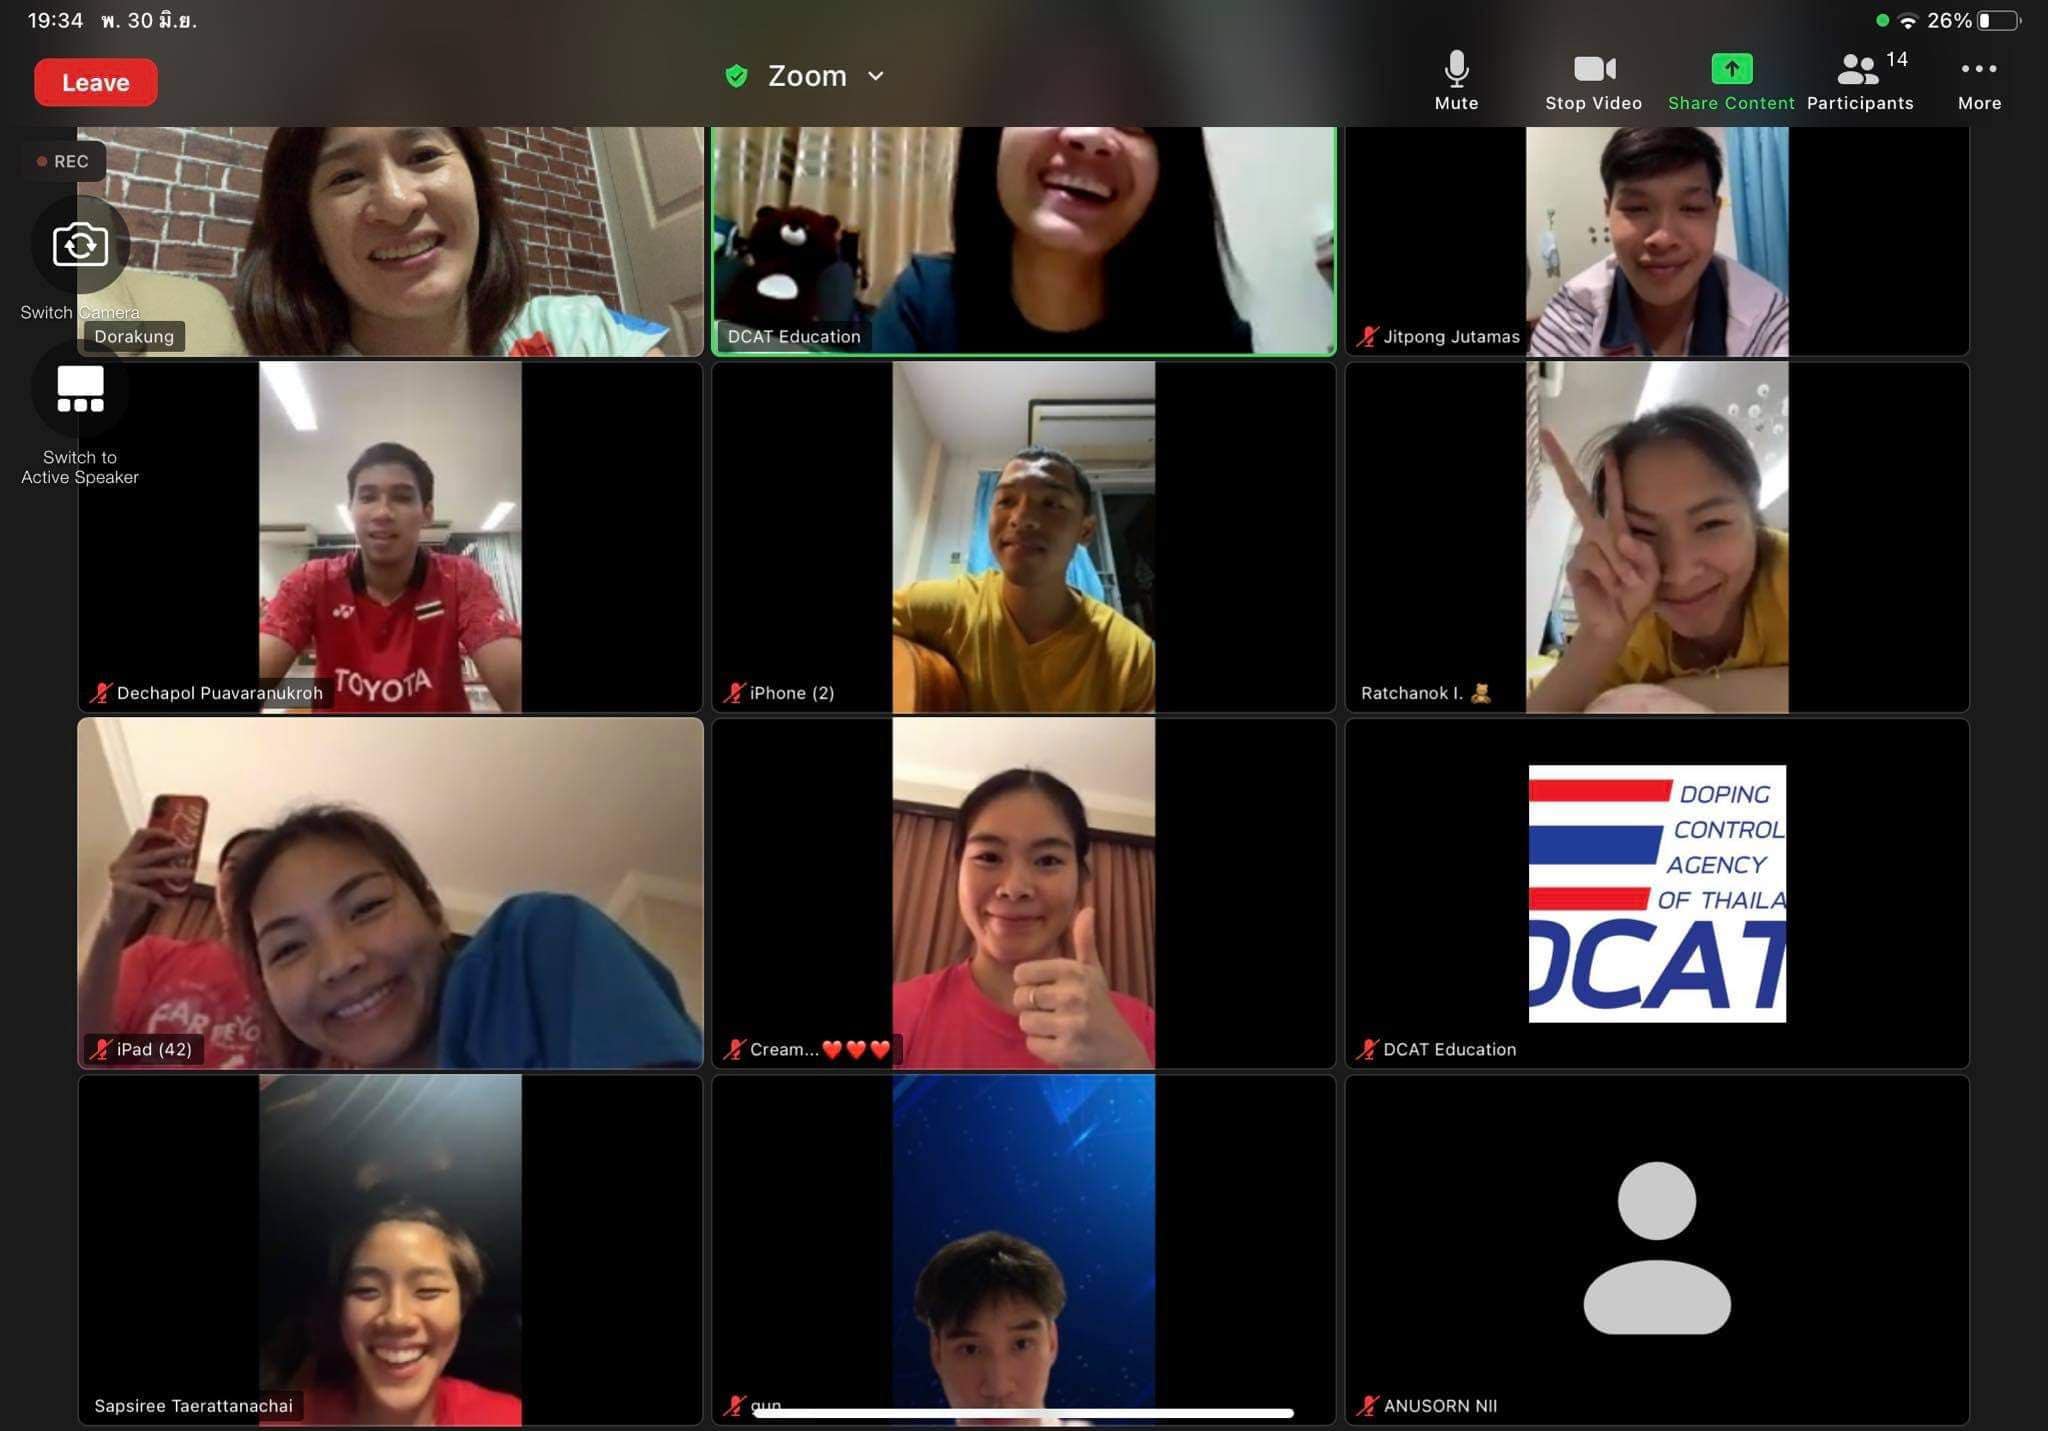 19:34 พ. 30 มิ.ย.
26%
Leave
Zoom
14
Mute
Stop Video
Share Content
Participants
More
REC
Switch Camera
Dorakung
DCAT Education
Jitpong Jutamas
Switch to
Active Speaker
TOYOTA
Dechapol Puavaranukroh
iPhone (2)
Ratchanok I.
Coca-Cola
iPad (42)
Cream...
DOPING
CONTROL
AGENCY
OF THAILA
DCAT
DCAT Education
Sapsiree Taerattanachai
gun
ANUSORN NII